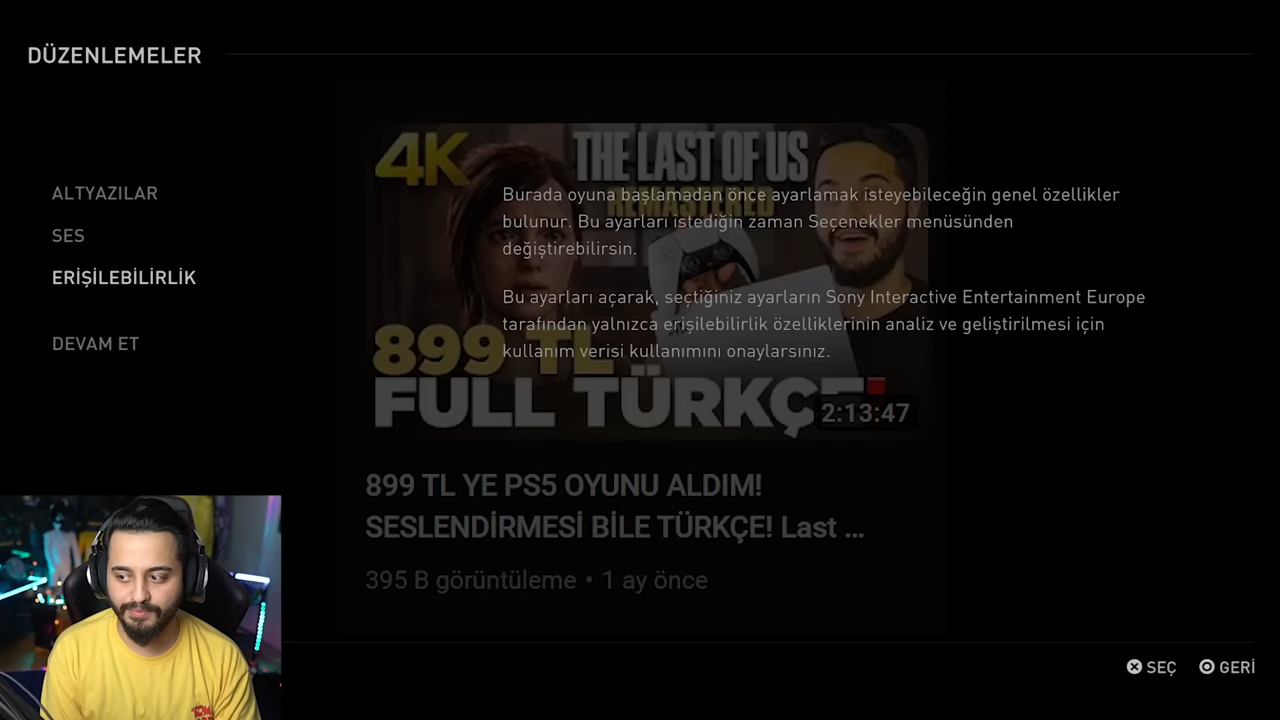 DÜZENLEMELER
ALTYAZILAR
SES
ERİŞİLEBİLİRLİK
DEVAM ET
Burada oyuna başlamadan önce ayarlamak isteyebileceğin genel özellikler
bulunur. Bu ayarları istediğin zaman Seçenekler menüsünden
değiştirebilirsin.
Bu ayarları açarak, seçtiğiniz ayarların Sony Interactive Entertainment Europe
tarafından yalnızca erişilebilirlik özelliklerinin analiz ve geliştirilmesi için
kullanım verisi kullanımını onaylarsınız.
4K
THE LAST OF US
REMASTERED
899 TL
FULL TÜRKÇE!
2:13:47
899 TL YE PS5 OYUNU ALDIM!
SESLENDİRMESİ BİLE TÜRKÇE! Last ...
395 B görüntüleme • 1 ay önce
SEÇ
GERİ